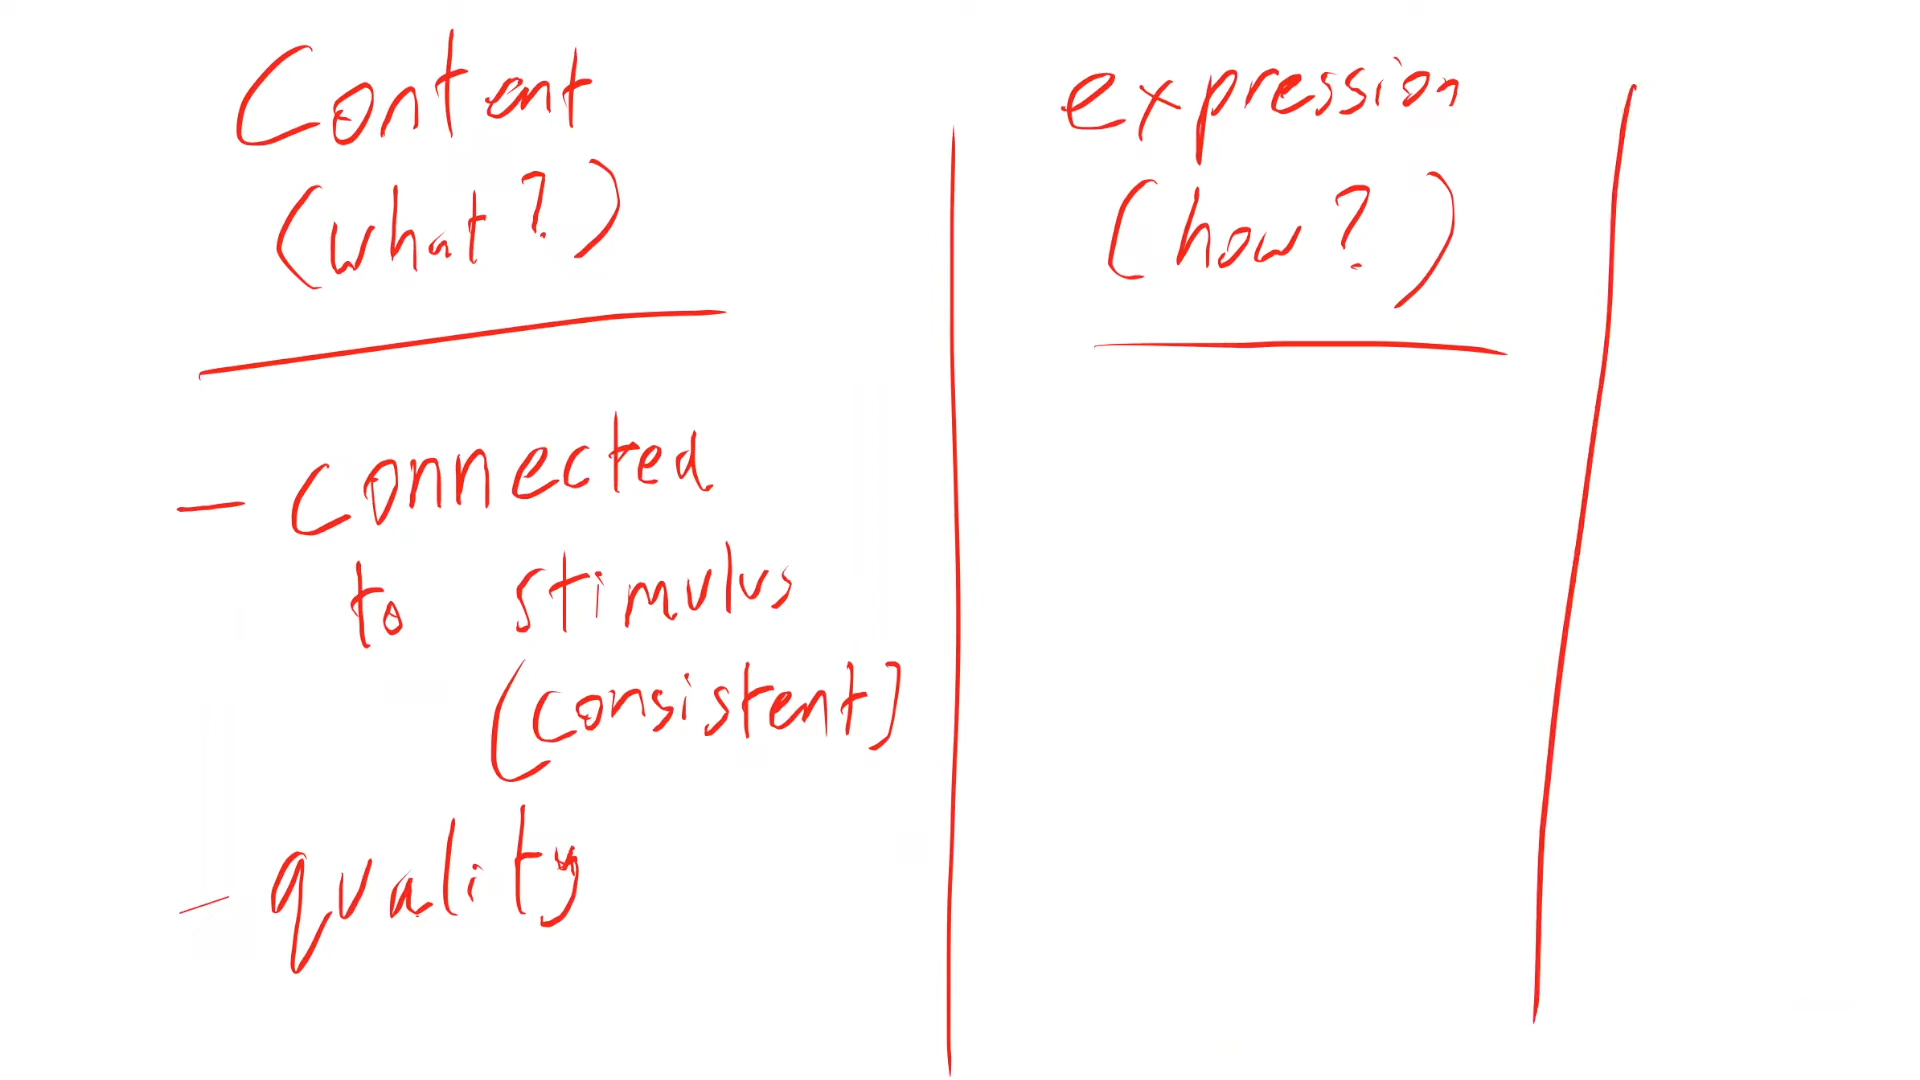 Content
(what?)
- connected
to stimulus
(consistent)
- quality
expression
(how?)